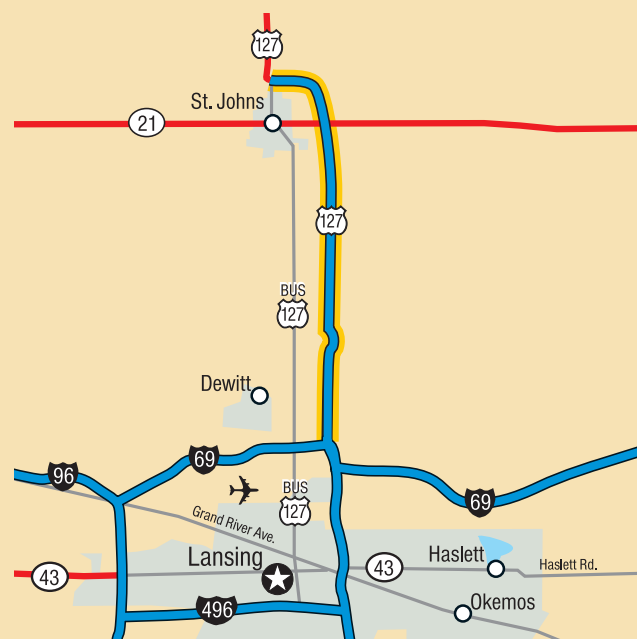 127
St. Johns
21
127
BUS
127
Dewitt
69
96
69
BUS
127
Grand River Ave.
Lansing
43
43
Haslett
Haslett Rd.
496
Okemos